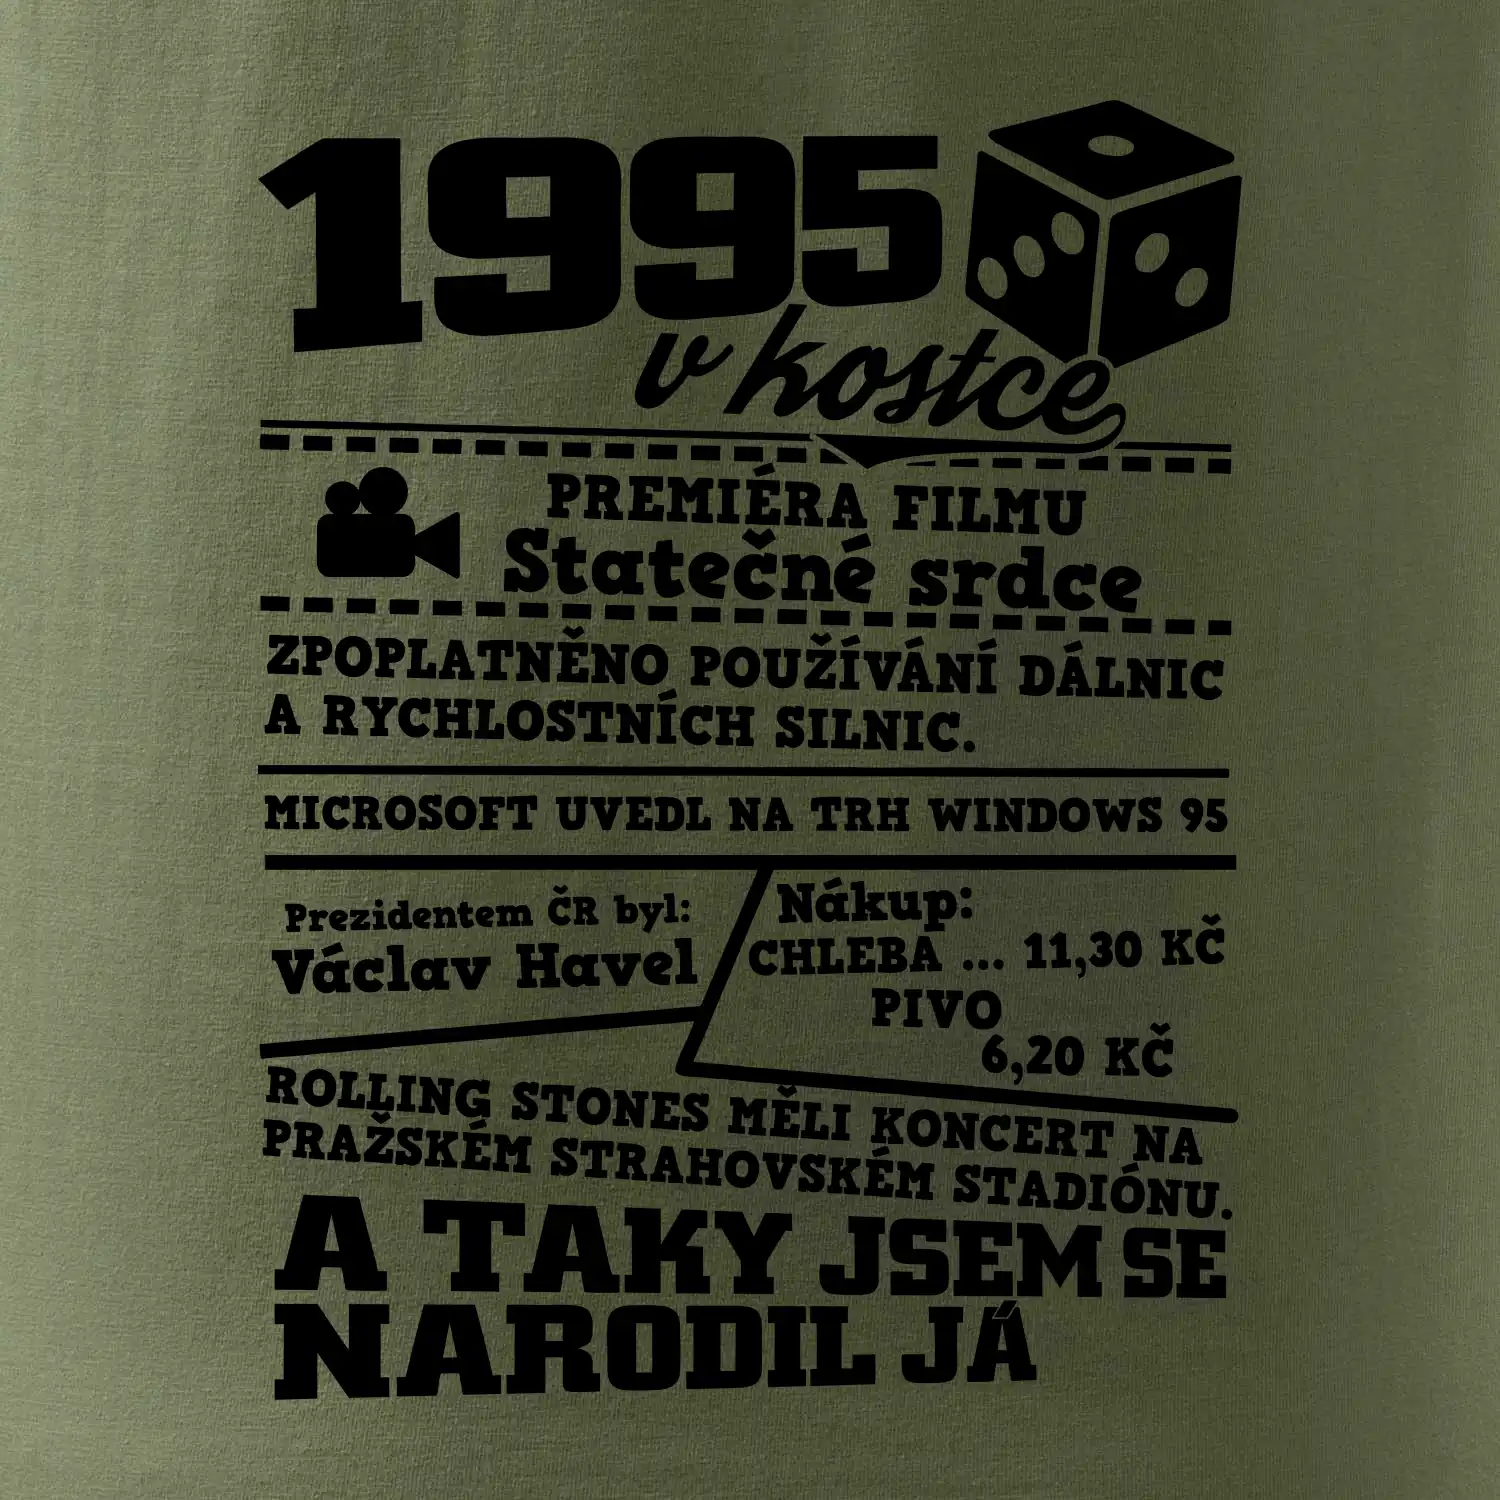 1995
v kostce
PREMIÉRA FILMU
Statečné srdce
ZPOPLATNĚNO POUŽÍVÁNÍ DÁLNIC
A RYCHLOSTNÍCH SILNIC.
MICROSOFT UVEDL NA TRH WINDOWS 95
Prezidentem ČR byl:
Václav Havel
Nákup:
CHLEBA ... 11,30 KČ
PIVO
6,20 KČ
ROLLING STONES MĚLI KONCERT NA
PRAŽSKÉM STRAHOVSKÉM STADIÓNU.
A TAKY JSEM SE
NARODIL JÁ